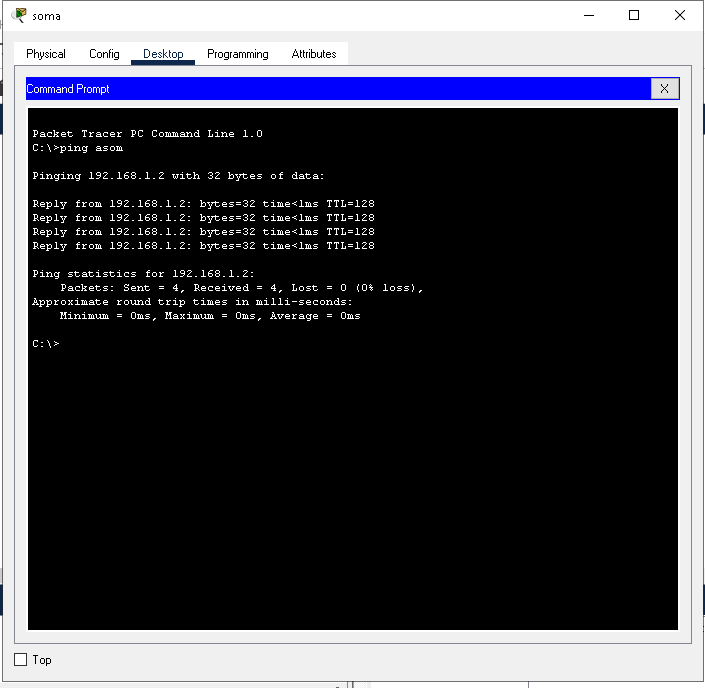 soma
Physical Config Desktop Programming Attributes
Command Prompt X
Packet Tracer PC Command Line 1.0
C:\>ping asom
Pinging 192.168.1.2 with 32 bytes of data:
Reply from 192.168.1.2: bytes=32 time<1ms TTL=128
Reply from 192.168.1.2: bytes=32 time<1ms TTL=128
Reply from 192.168.1.2: bytes=32 time<1ms TTL=128
Reply from 192.168.1.2: bytes=32 time<1ms TTL=128
Ping statistics for 192.168.1.2:
Packets: Sent = 4, Received = 4, Lost = 0 (0% loss),
Approximate round trip times in milli-seconds:
Minimum = 0ms, Maximum = 0ms, Average = 0ms
C:\>
Top